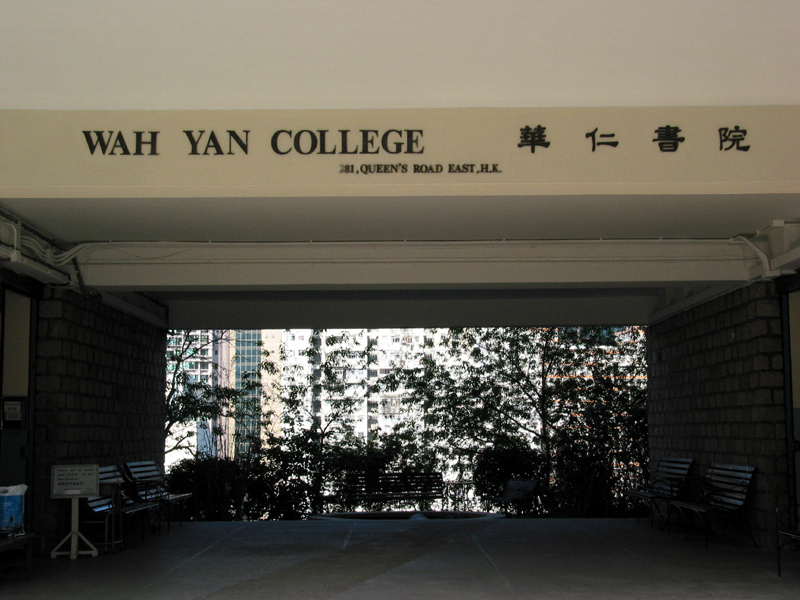 WAH YAN COLLEGE 華仁書院
281, QUEEN'S ROAD EAST, H.K.